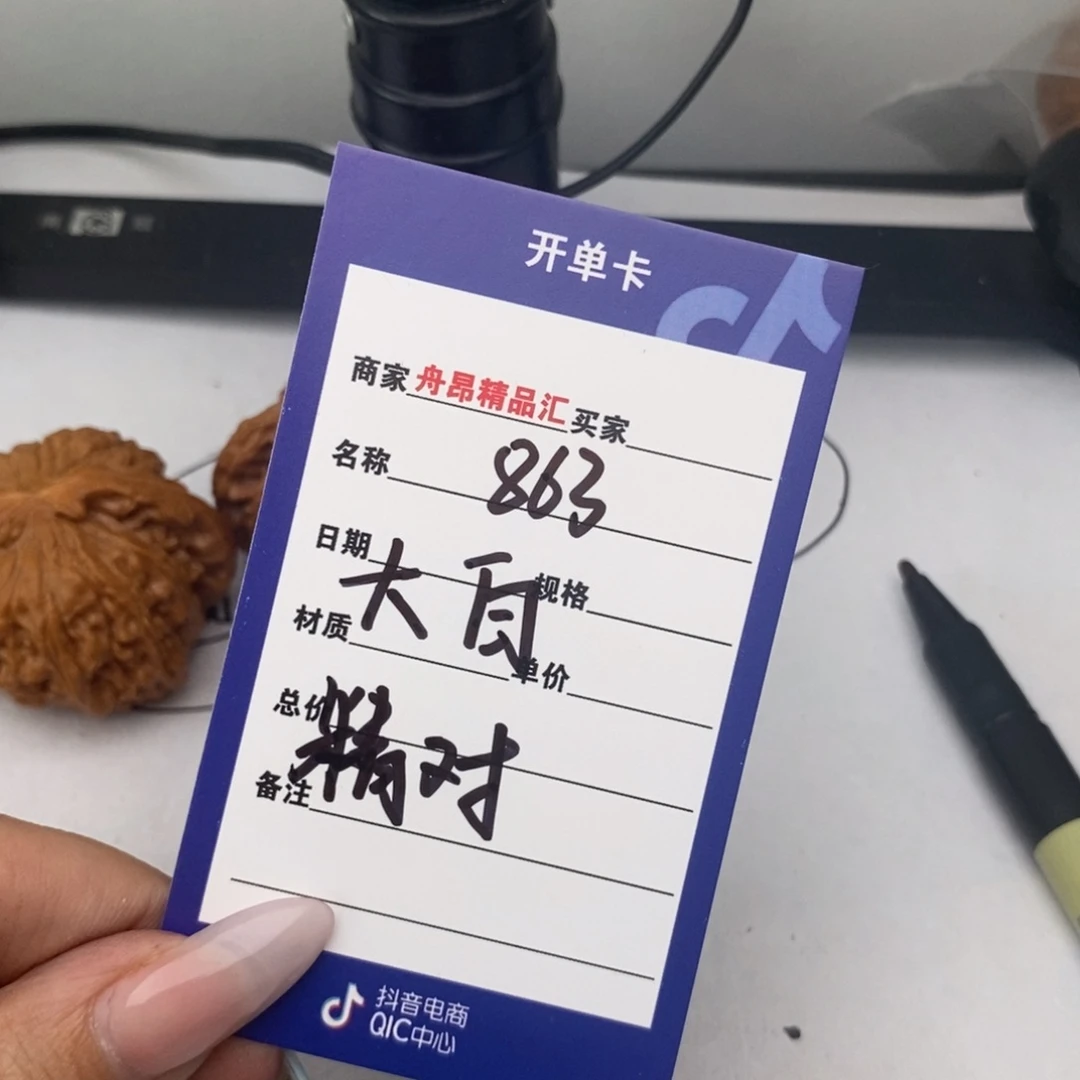 开单卡
商家 舟昂精品汇 买家
名称 863
日期 规格
大
材质 单价
总价
精对
备注
抖音电商
QIC中心